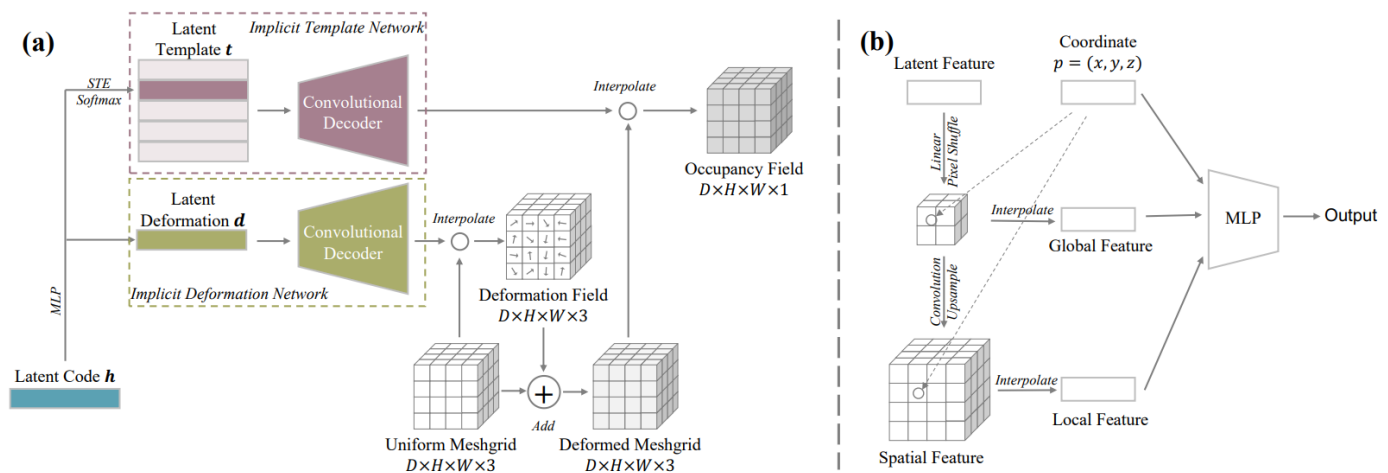 (a)
Implicit Template Network
Latent
Template t
STE
Softmax
Convolutional
Decoder
Interpolate
Occupancy Field
D×H×W×1
Latent
Deformation d
Convolutional
Decoder
Implicit Deformation Network
Interpolate
Deformation Field
D×H×W×3
MLP
Latent Code h
Add
Uniform Meshgrid
D×H×W×3
Deformed Meshgrid
D×H×W×3
(b)
Latent Feature
Coordinate
p = (x, y, z)
Linear
Pixel Shuffle
Interpolate
Global Feature
MLP
Output
Convolution
Upsample
Interpolate
Local Feature
Spatial Feature